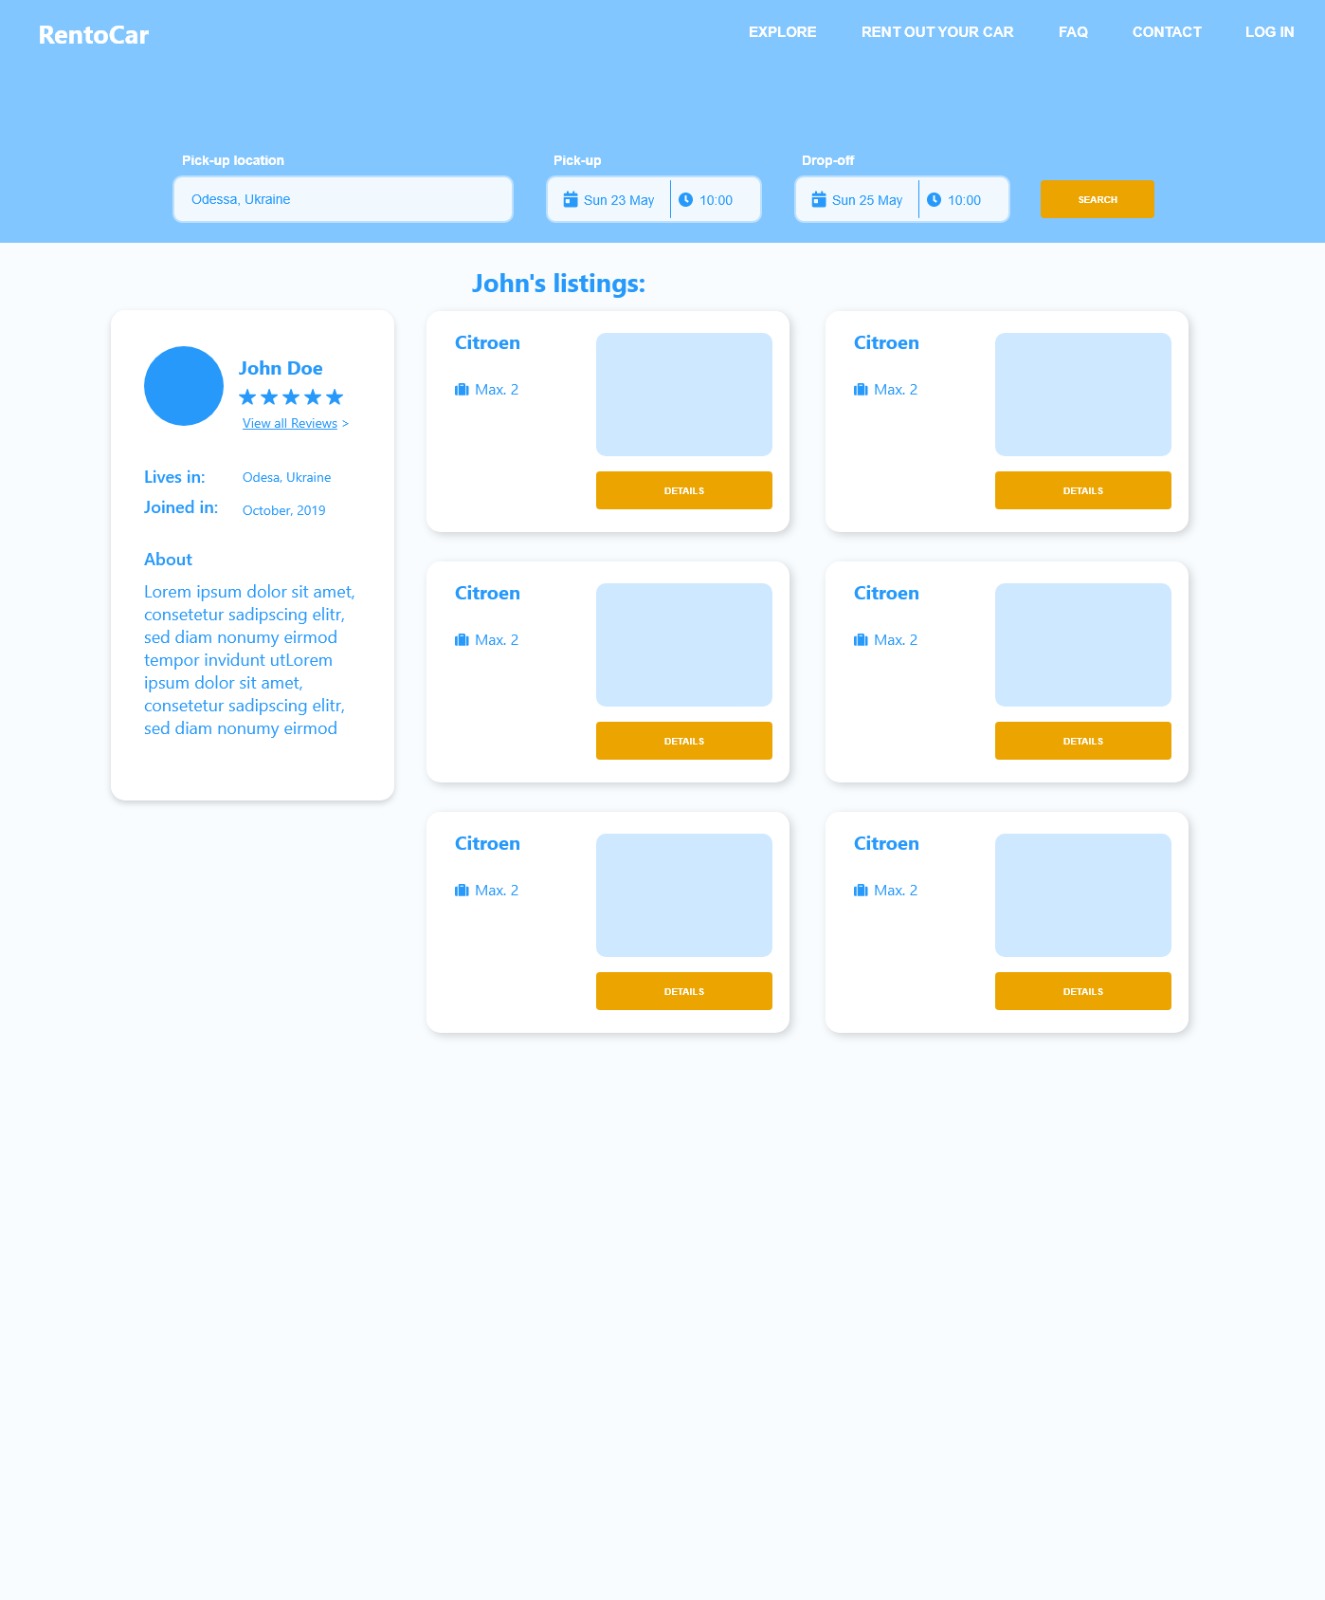 RentoCar
EXPLORE
RENT OUT YOUR CAR
FAQ
CONTACT
LOG IN
Pick-up location
Pick-up
Drop-off
Odessa, Ukraine
Sun 23 May
10:00
Sun 25 May
10:00
SEARCH
John's listings:
John Doe
View all Reviews >
Lives in:
Odesa, Ukraine
Joined in:
October, 2019
About
Lorem ipsum dolor sit amet,
consetetur sadipscing elitr,
sed diam nonumy eirmod
tempor invidunt utLorem
ipsum dolor sit amet,
consetetur sadipscing elitr,
sed diam nonumy eirmod
Citroen
Max. 2
DETAILS
Citroen
Max. 2
DETAILS
Citroen
Max. 2
DETAILS
Citroen
Max. 2
DETAILS
Citroen
Max. 2
DETAILS
Citroen
Max. 2
DETAILS